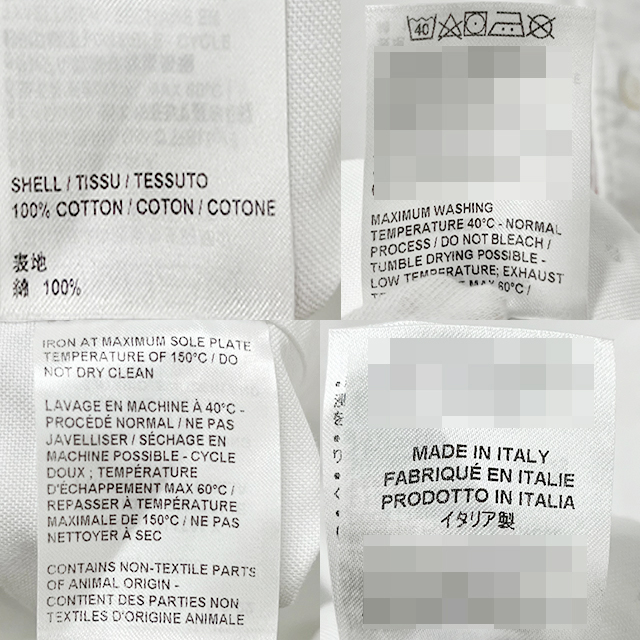 SHELL / TISSU / TESSUTO
100% COTTON / COTON / COTONE
表地
綿 100%
40
MAXIMUM WASHING
TEMPERATURE 40°C - NORMAL
PROCESS / DO NOT BLEACH /
TUMBLE DRYING POSSIBLE -
LOW TEMPERATURE; EXHAUST
TEMPERATURE MAX 60°C /
IRON AT MAXIMUM SOLE PLATE
TEMPERATURE OF 150°C / DO
NOT DRY CLEAN
LAVAGE EN MACHINE À 40°C -
PROCÉDÉ NORMAL / NE PAS
JAVELLISER / SÉCHAGE EN
MACHINE POSSIBLE - CYCLE
DOUX ; TEMPÉRATURE
D'ÉCHAPPEMENT MAX 60°C /
REPASSER À TEMPÉRATURE
MAXIMALE DE 150°C / NE PAS
NETTOYER À SEC
CONTAINS NON-TEXTILE PARTS
OF ANIMAL ORIGIN -
CONTIENT DES PARTIES NON
TEXTILES D'ORIGINE ANIMALE
MADE IN ITALY
FABRIQUÉ EN ITALIE
PRODOTTO IN ITALIA
イタリア製